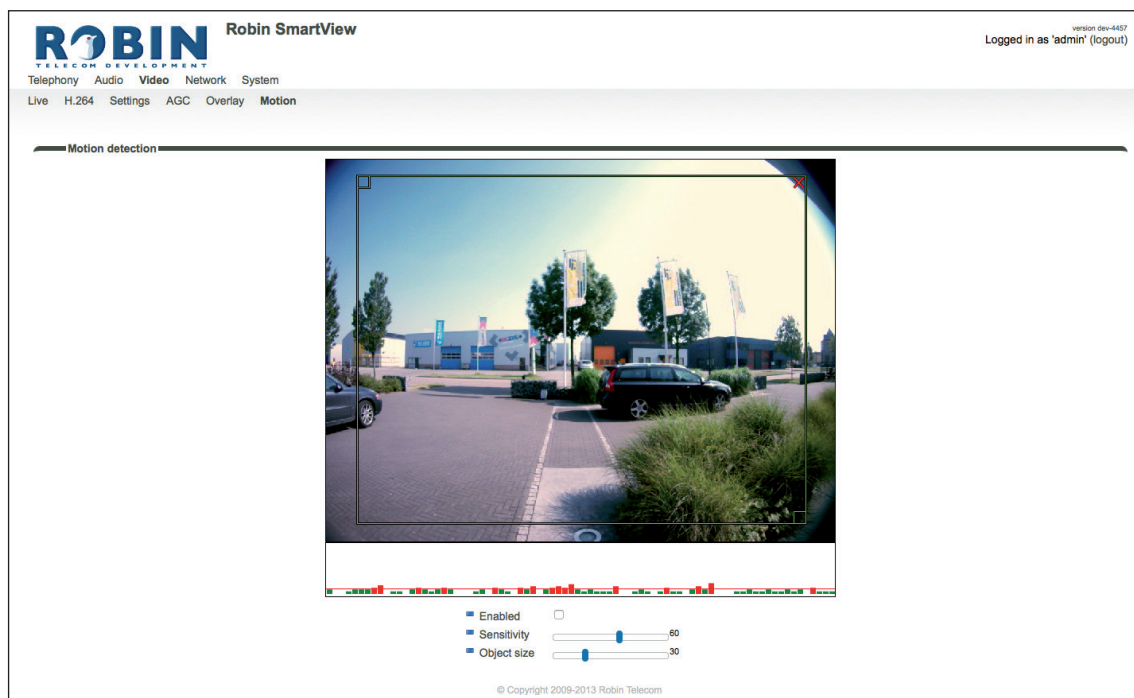 ROBIN
TELECOM DEVELOPMENT
Robin SmartView
version dev-4457
Logged in as 'admin' (logout)
Telephony Audio Video Network System
Live H.264 Settings AGC Overlay Motion
Motion detection
Enabled
Sensitivity 60
Object size 30
© Copyright 2009-2013 Robin Telecom